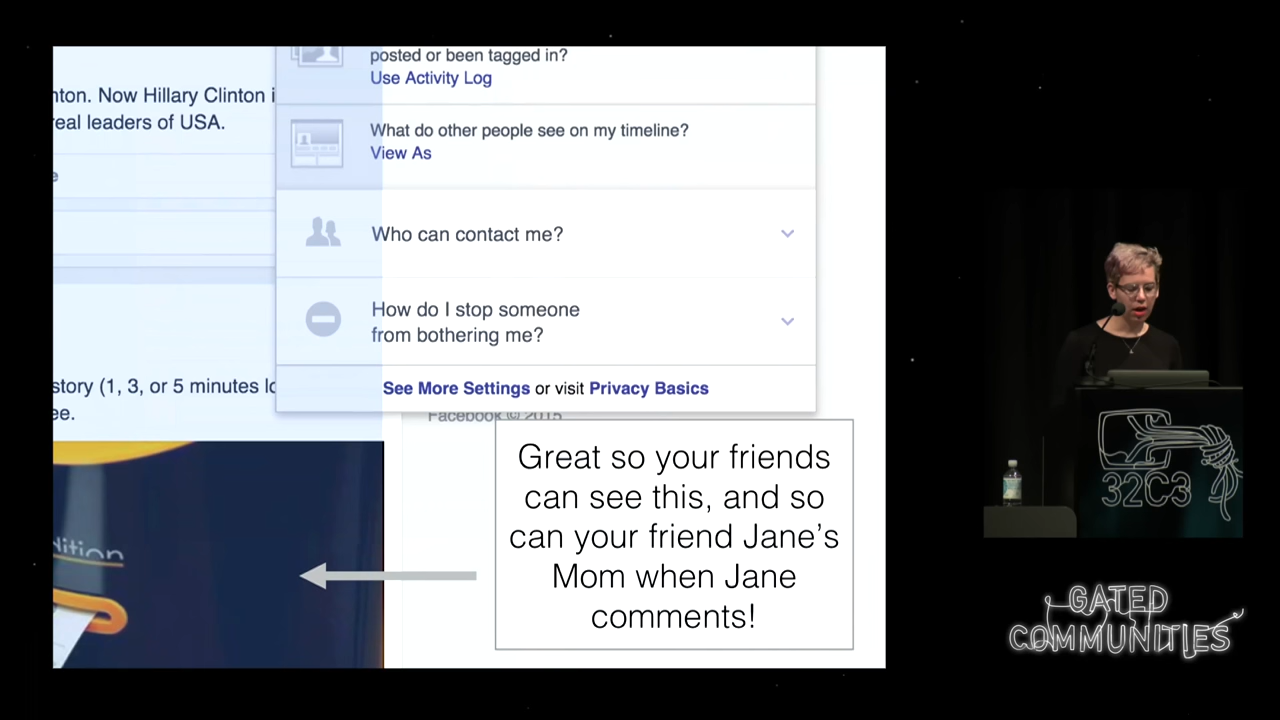 posted or been tagged in?
Use Activity Log
nton. Now Hillary Clinton i
real leaders of USA.
What do other people see on my timeline?
View As
e
Who can contact me?
How do I stop someone
from bothering me?
story (1, 3, or 5 minutes lo
ee.
See More Settings or visit Privacy Basics
Facebook © 2015
Great so your friends
can see this, and so
can your friend Jane's
Mom when Jane
comments!
dition
32C3
GATED
COMMUNITIES